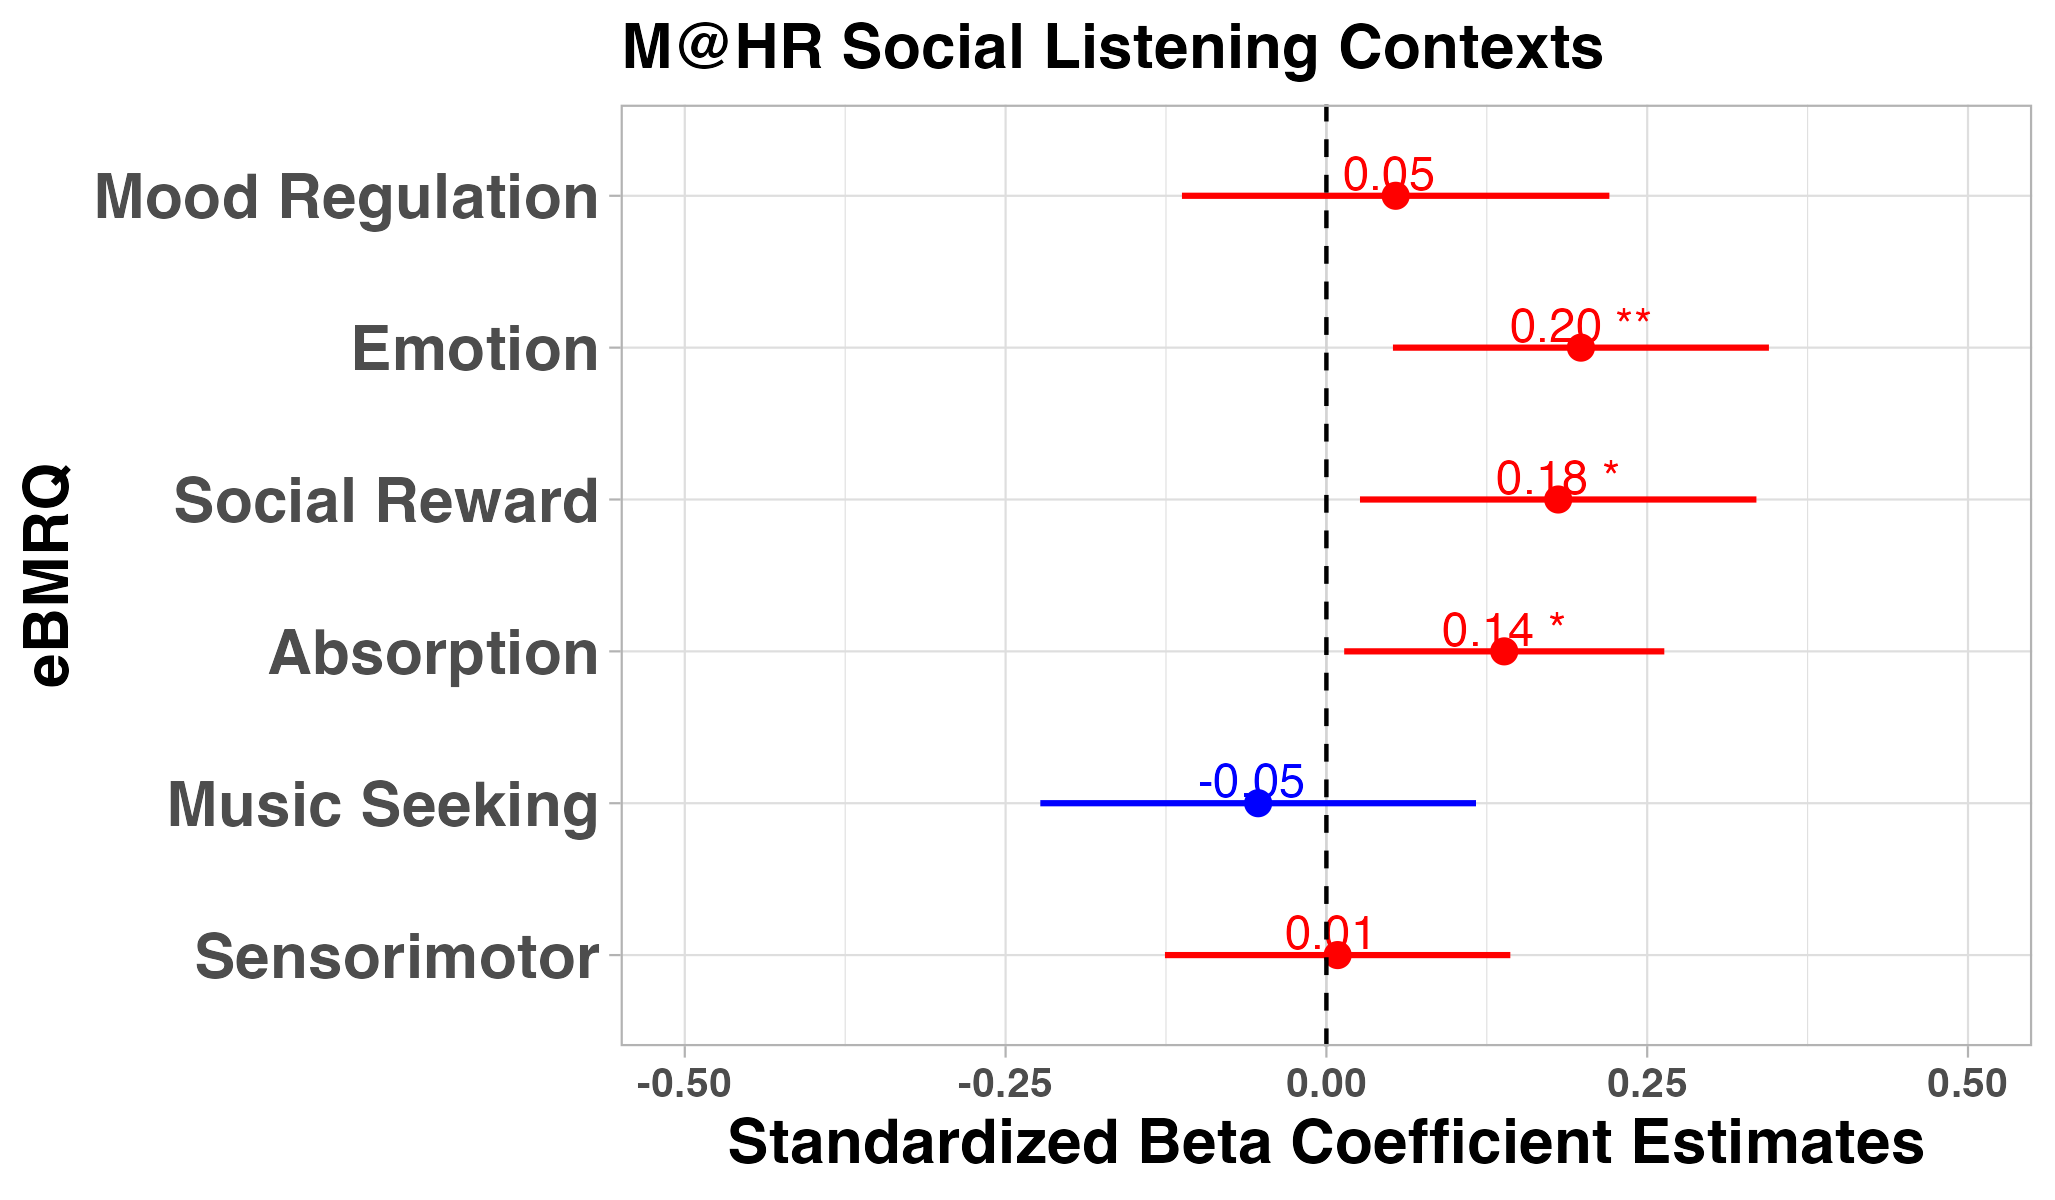 M@HR Social Listening Contexts
eBMRQ
Mood Regulation
0.05
Emotion
0.20 **
Social Reward
0.18 *
Absorption
0.14 *
Music Seeking
-0.05
Sensorimotor
0.01
-0.50 -0.25 0.00 0.25 0.50
Standardized Beta Coefficient Estimates